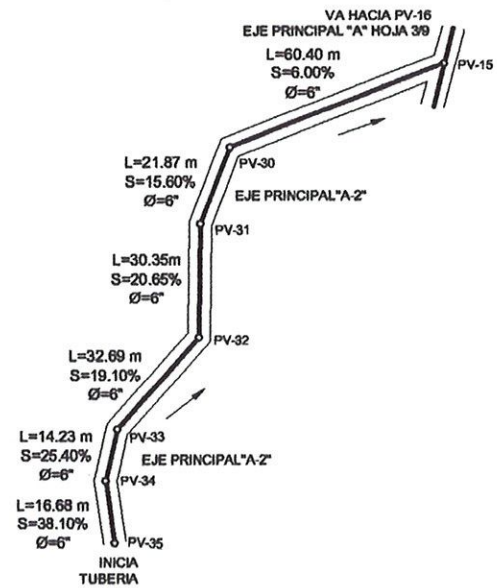 VA HACIA PV-16
EJE PRINCIPAL "A" HOJA 3/9
L=60.40 m
S=6.00%
Ø=6"
PV-15
L=21.87 m
S=15.60%
Ø=6"
PV-30
EJE PRINCIPAL"A-2"
PV-31
L=30.35m
S=20.65%
Ø=6"
PV-32
L=32.69 m
S=19.10%
Ø=6"
PV-33
L=14.23 m
S=25.40%
Ø=6"
EJE PRINCIPAL"A-2"
PV-34
L=16.68 m
S=38.10%
Ø=6"
PV-35
INICIA
TUBERIA